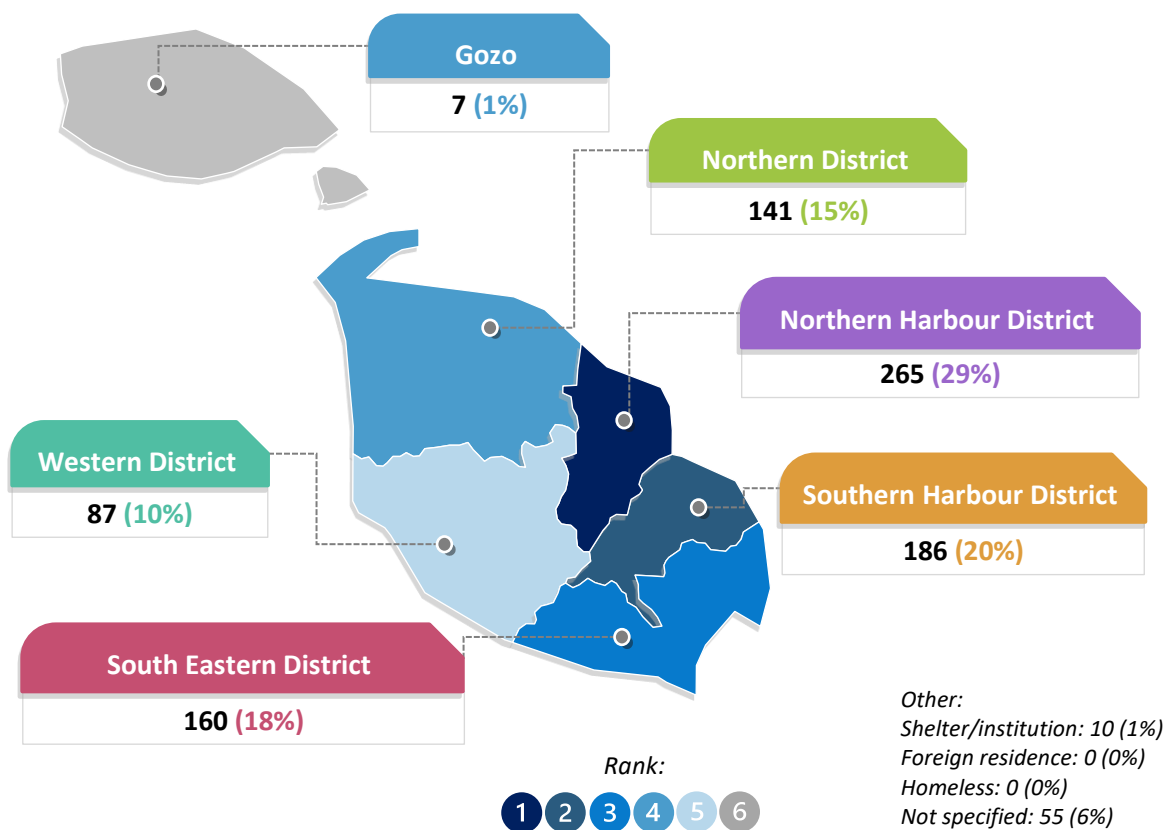 Gozo
7 (1%)
Northern District
141 (15%)
Northern Harbour District
265 (29%)
Western District
87 (10%)
Southern Harbour District
186 (20%)
South Eastern District
160 (18%)
Other:
Shelter/institution: 10 (1%)
Foreign residence: 0 (0%)
Homeless: 0 (0%)
Not specified: 55 (6%)
Rank:
1 2 3 4 5 6